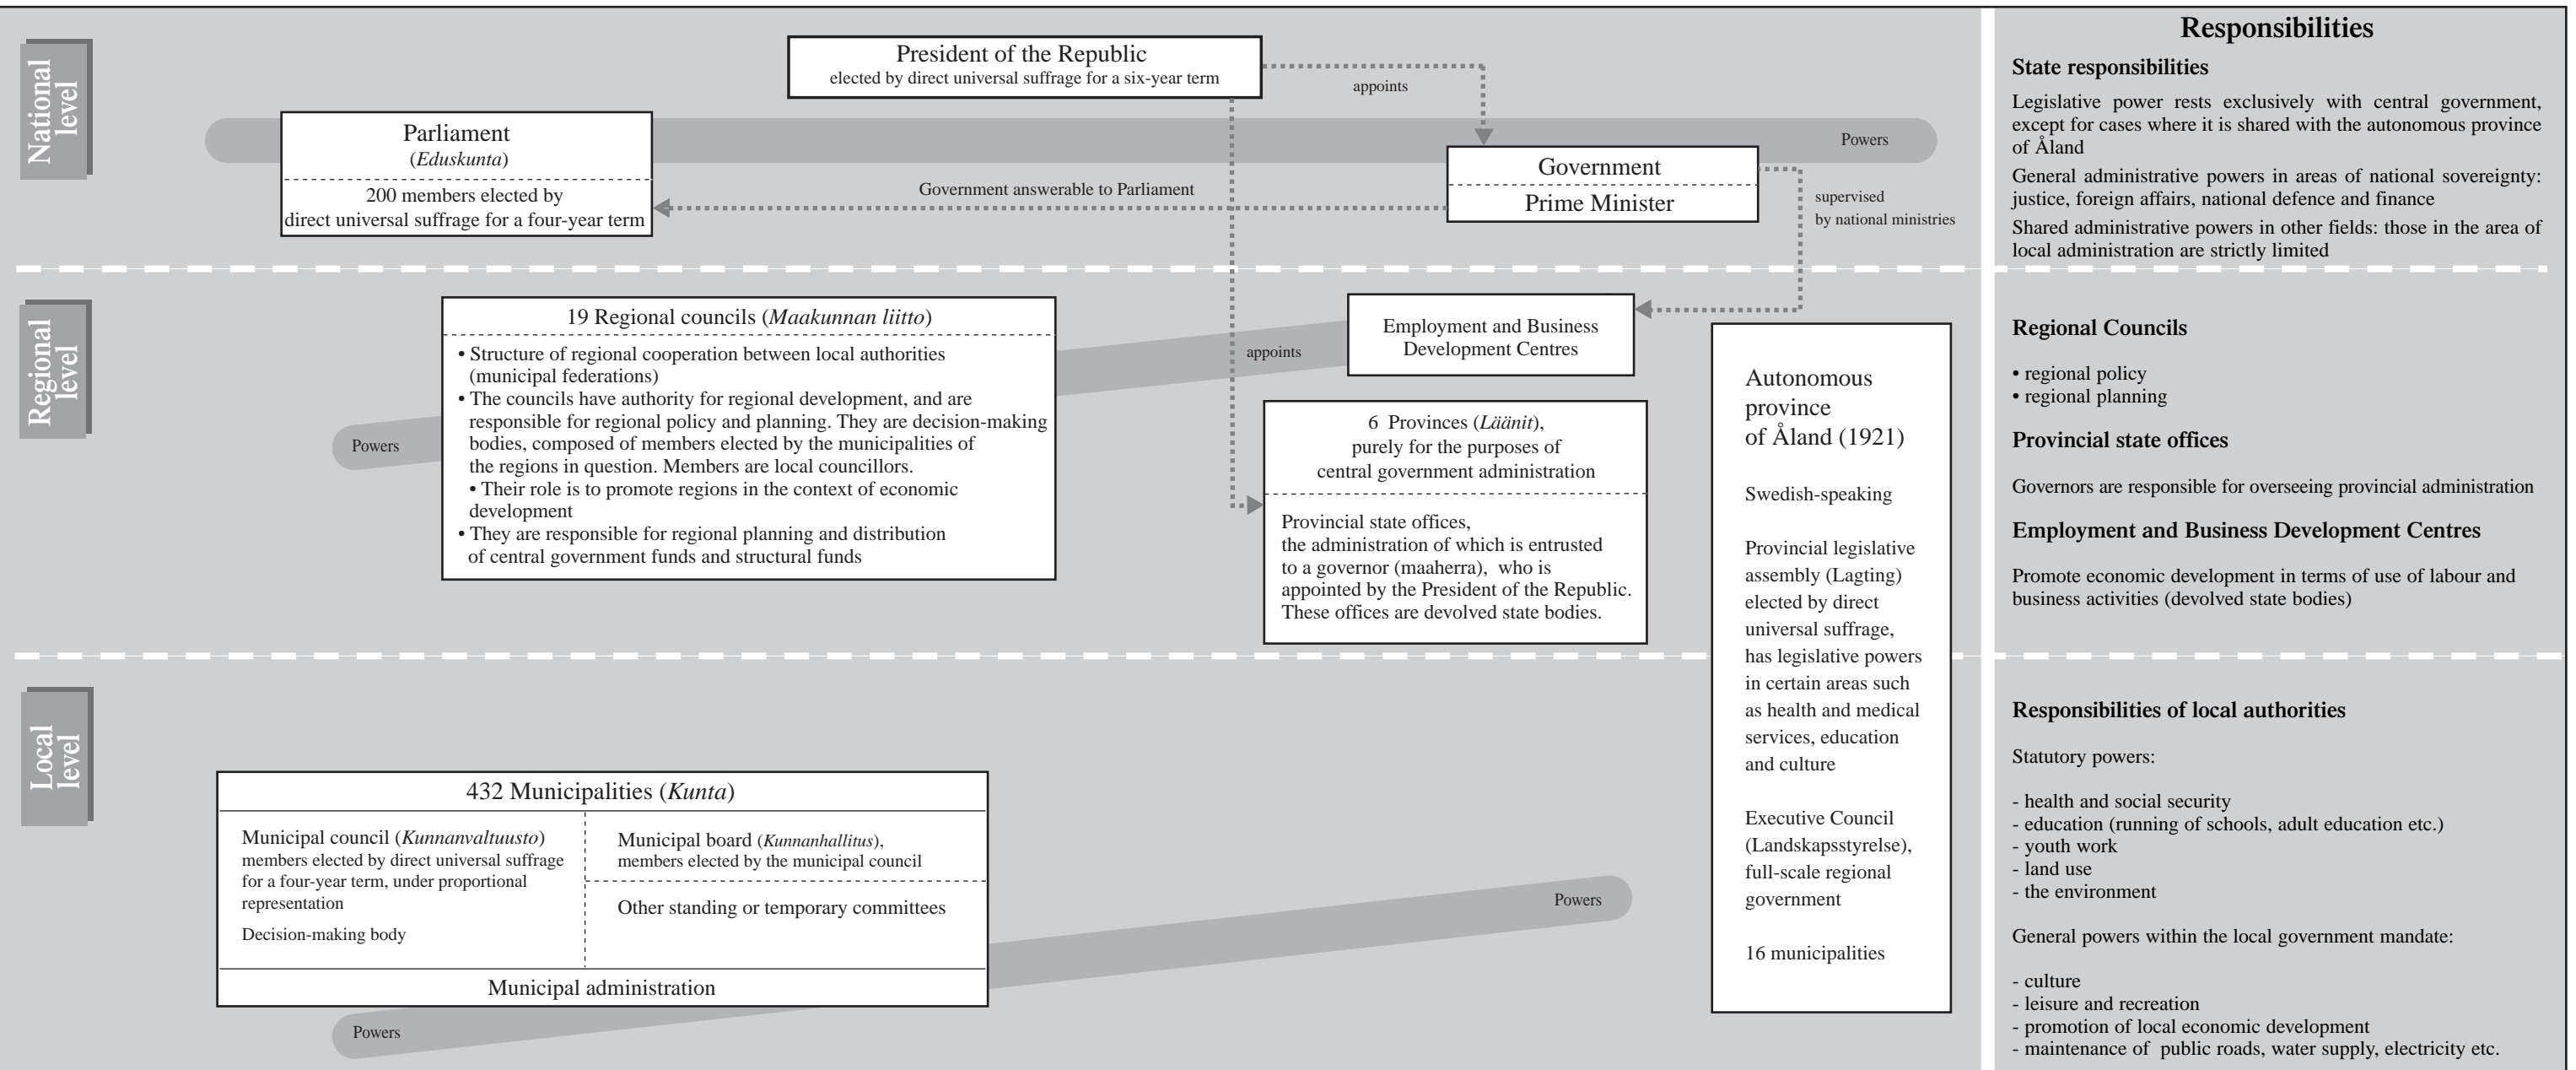 National
level
President of the Republic
elected by direct universal suffrage for a six-year term
appoints
Parliament
(Eduskunta)
200 members elected by
direct universal suffrage for a four-year term
Powers
Government
Prime Minister
Government answerable to Parliament
supervised
by national ministries
Regional
level
19 Regional councils (Maakunnan liitto)
• Structure of regional cooperation between local authorities
(municipal federations)
• The councils have authority for regional development, and are
responsible for regional policy and planning. They are decision-making
bodies, composed of members elected by the municipalities of
the regions in question. Members are local councillors.
• Their role is to promote regions in the context of economic
development
• They are responsible for regional planning and distribution
of central government funds and structural funds
Powers
appoints
Employment and Business
Development Centres
6 Provinces (Läänit),
purely for the purposes of
central government administration
Provincial state offices,
the administration of which is entrusted
to a governor (maaherra), who is
appointed by the President of the Republic.
These offices are devolved state bodies.
Autonomous
province
of Åland (1921)
Swedish-speaking
Provincial legislative
assembly (Lagting)
elected by direct
universal suffrage,
has legislative powers
in certain areas such
as health and medical
services, education
and culture
Executive Council
(Landskapsstyrelse),
full-scale regional
government
16 municipalities
Local
level
432 Municipalities (Kunta)
Municipal council (Kunnanvaltuusto)
members elected by direct universal suffrage
for a four-year term, under proportional
representation
Decision-making body
Municipal board (Kunnanhallitus),
members elected by the municipal council
Other standing or temporary committees
Municipal administration
Powers
Powers
Responsibilities
State responsibilities
Legislative power rests exclusively with central government,
except for cases where it is shared with the autonomous province
of Åland
General administrative powers in areas of national sovereignty:
justice, foreign affairs, national defence and finance
Shared administrative powers in other fields: those in the area of
local administration are strictly limited
Regional Councils
• regional policy
• regional planning
Provincial state offices
Governors are responsible for overseeing provincial administration
Employment and Business Development Centres
Promote economic development in terms of use of labour and
business activities (devolved state bodies)
Responsibilities of local authorities
Statutory powers:
- health and social security
- education (running of schools, adult education etc.)
- youth work
- land use
- the environment
General powers within the local government mandate:
- culture
- leisure and recreation
- promotion of local economic development
- maintenance of public roads, water supply, electricity etc.